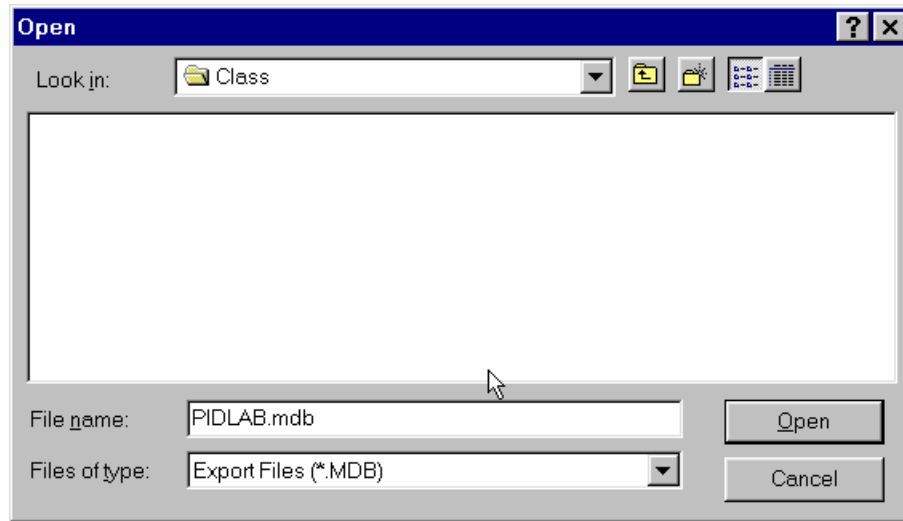 Open
Look in: Class
File name: PIDLAB.mdb Open
Files of type: Export Files (*.MDB) Cancel